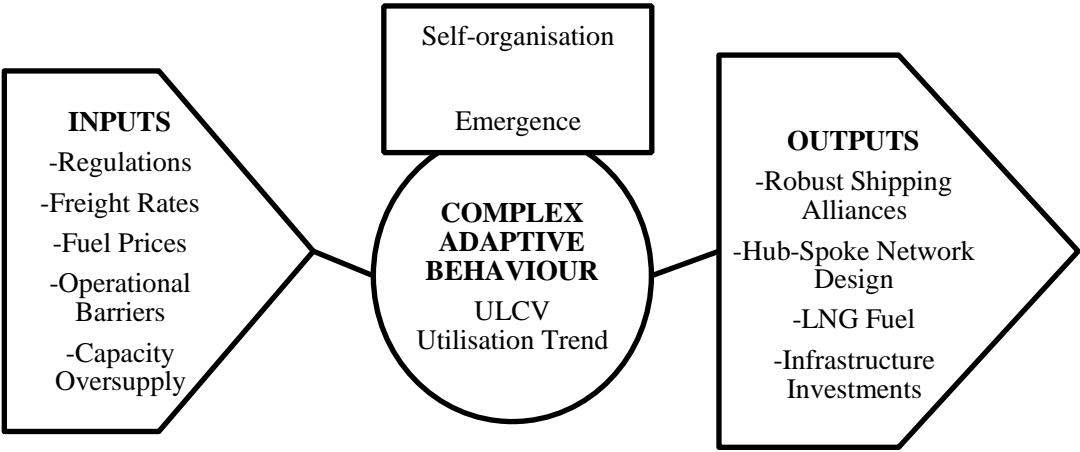 Self-organisation
Emergence
INPUTS
-Regulations
-Freight Rates
-Fuel Prices
-Operational
Barriers
-Capacity
Oversupply
COMPLEX
ADAPTIVE
BEHAVIOUR
ULCV
Utilisation Trend
OUTPUTS
-Robust Shipping
Alliances
-Hub-Spoke Network
Design
-LNG Fuel
-Infrastructure
Investments